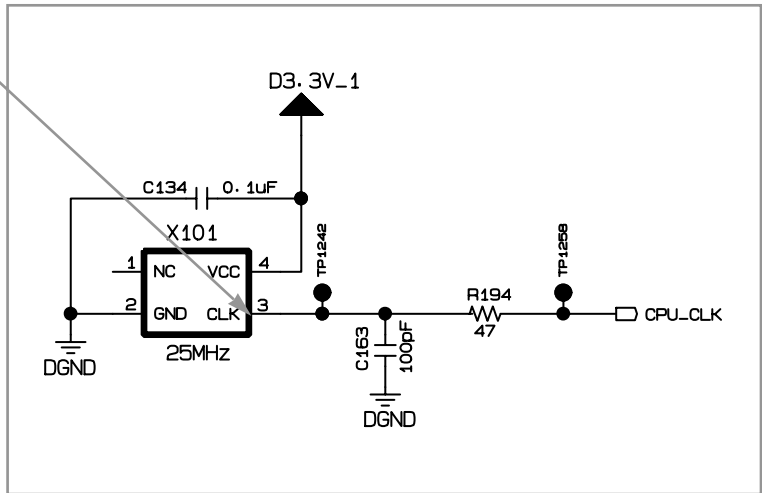 D3.3V_1
C134 0.1uF
X101
1 NC VCC 4
2 GND CLK 3
25MHz
DGND
TP1242
C163
100pF
DGND
R194
47
TP1258
CPU_CLK